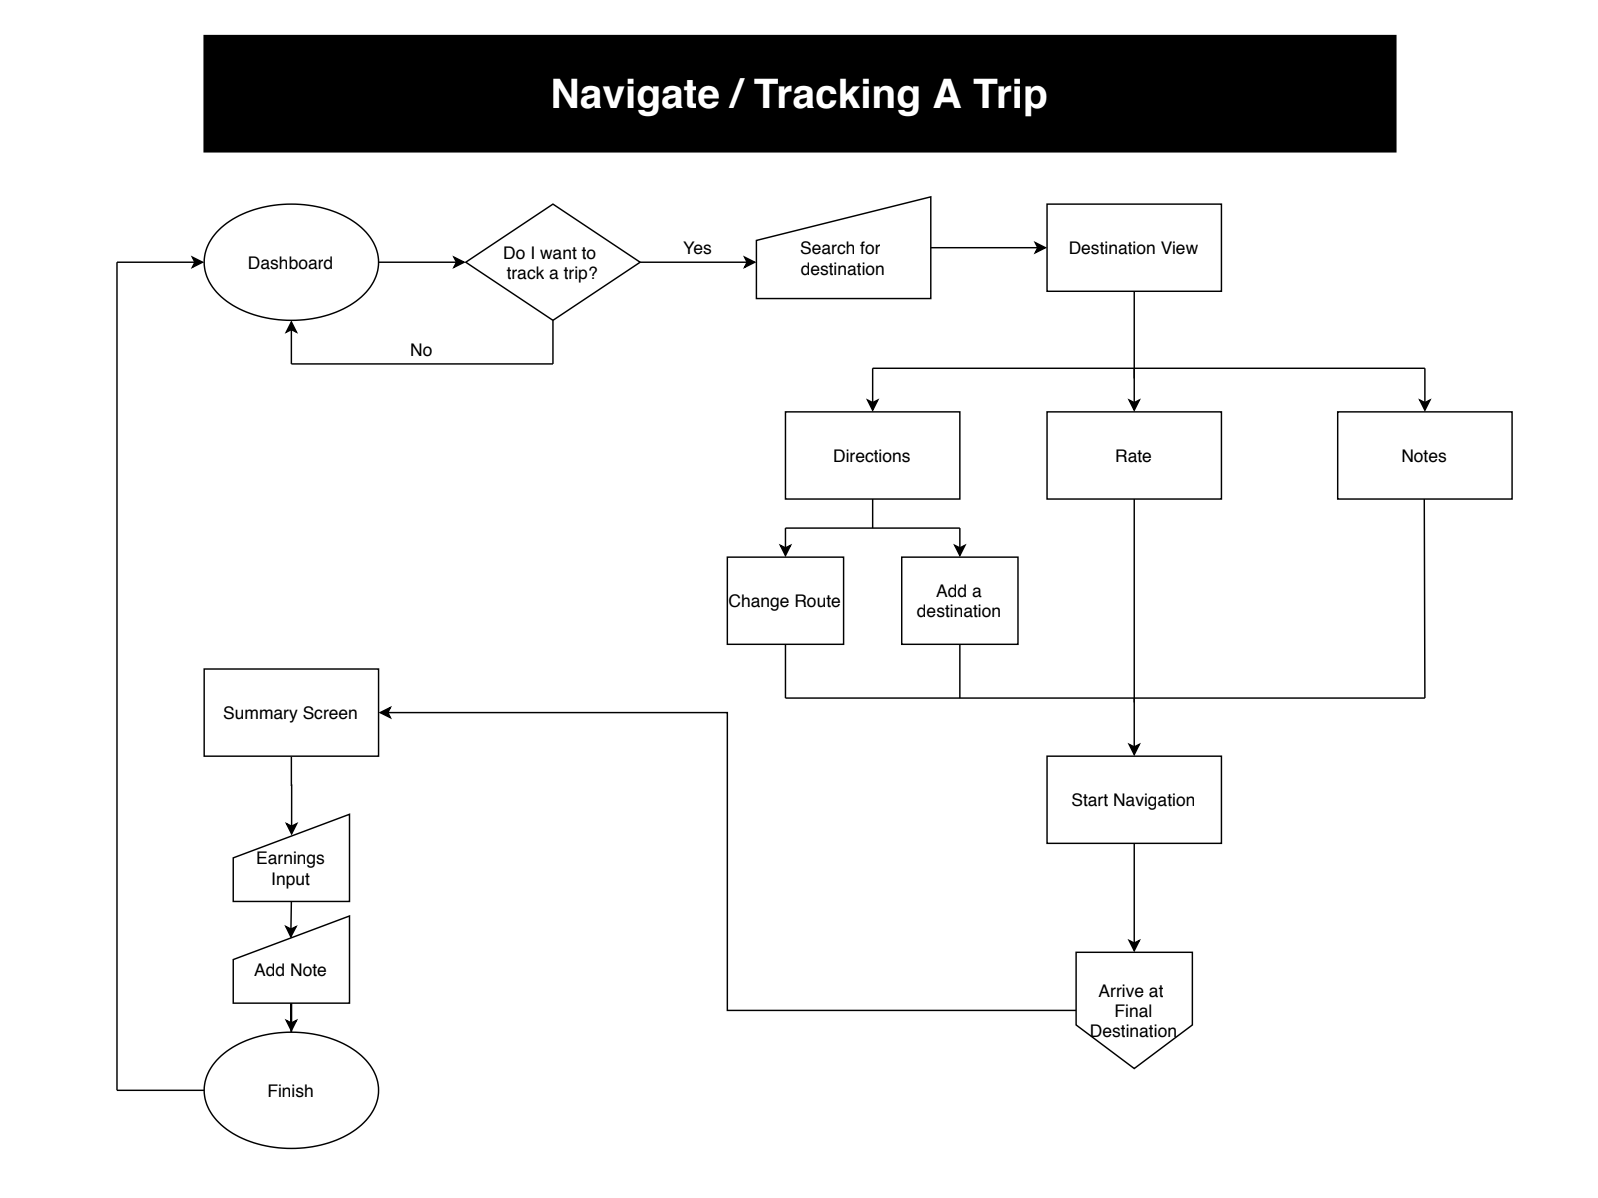 Navigate / Tracking A Trip
Dashboard
Do I want to
track a trip?
Yes
No
Search for
destination
Destination View
Directions
Rate
Notes
Change Route
Add a
destination
Summary Screen
Start Navigation
Earnings
Input
Add Note
Arrive at
Final
Destination
Finish